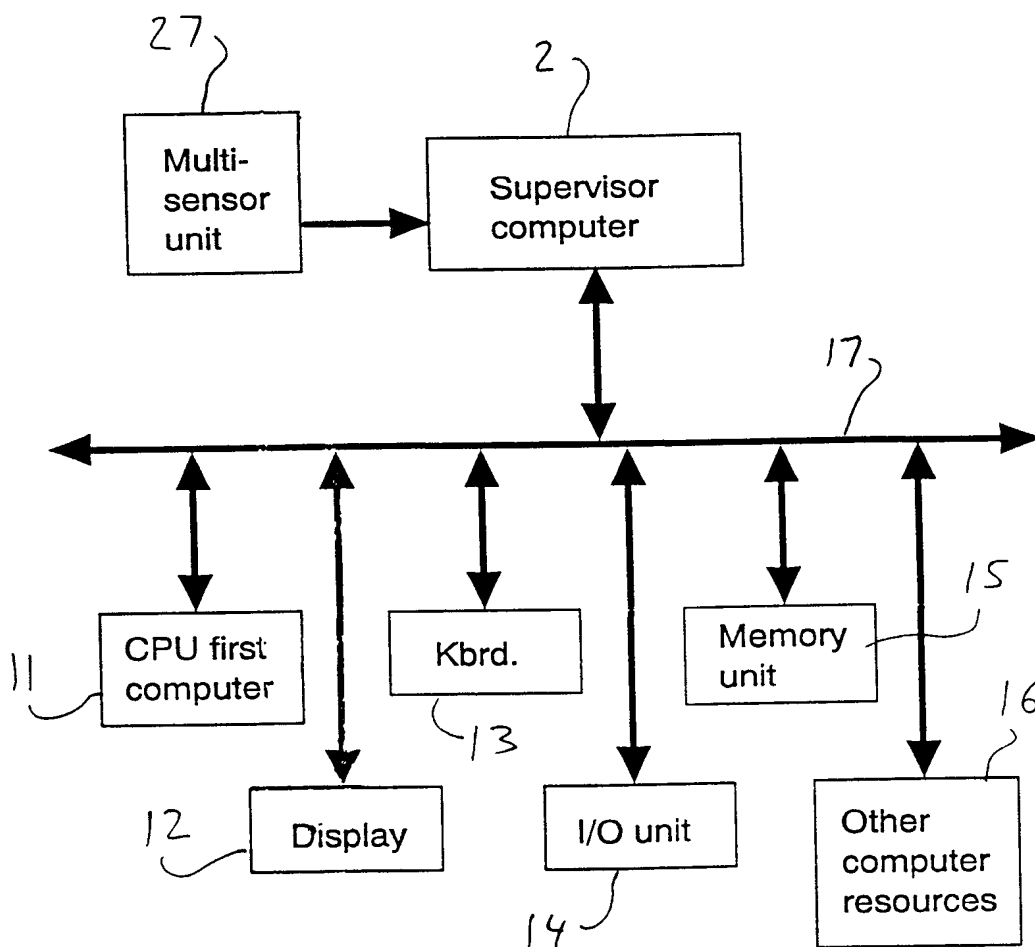 27
2
Multi-
sensor
unit
Supervisor
computer
17
15
11
CPU first
computer
Kbrd.
Memory
unit
13
16
12
Display
I/O unit
Other
computer
resources
14